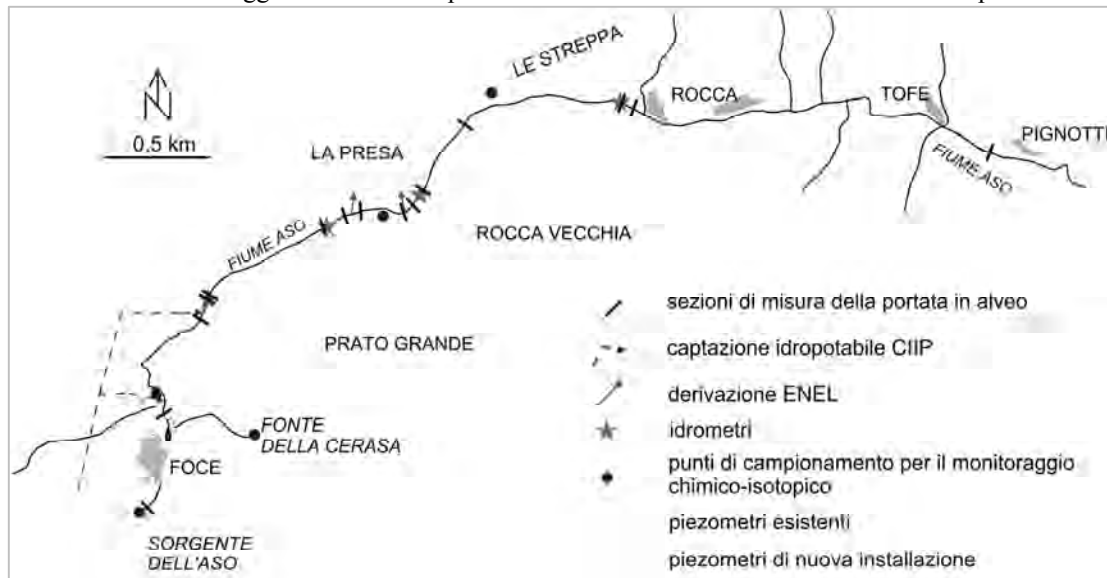 LE STREPPA
ROCCA
TOFE
PIGNOTTI
N
0.5 km
LA PRESA
FIUME ASO
FIUME ASO
ROCCA VECCHIA
PRATO GRANDE
FONTE
DELLA CERASA
FOCE
SORGENTE
DELL'ASO
sezioni di misura della portata in alveo
captazione idropotabile CIIP
derivazione ENEL
idrometri
punti di campionamento per il monitoraggio
chimico-isotopico
piezometri esistenti
piezometri di nuova installazione